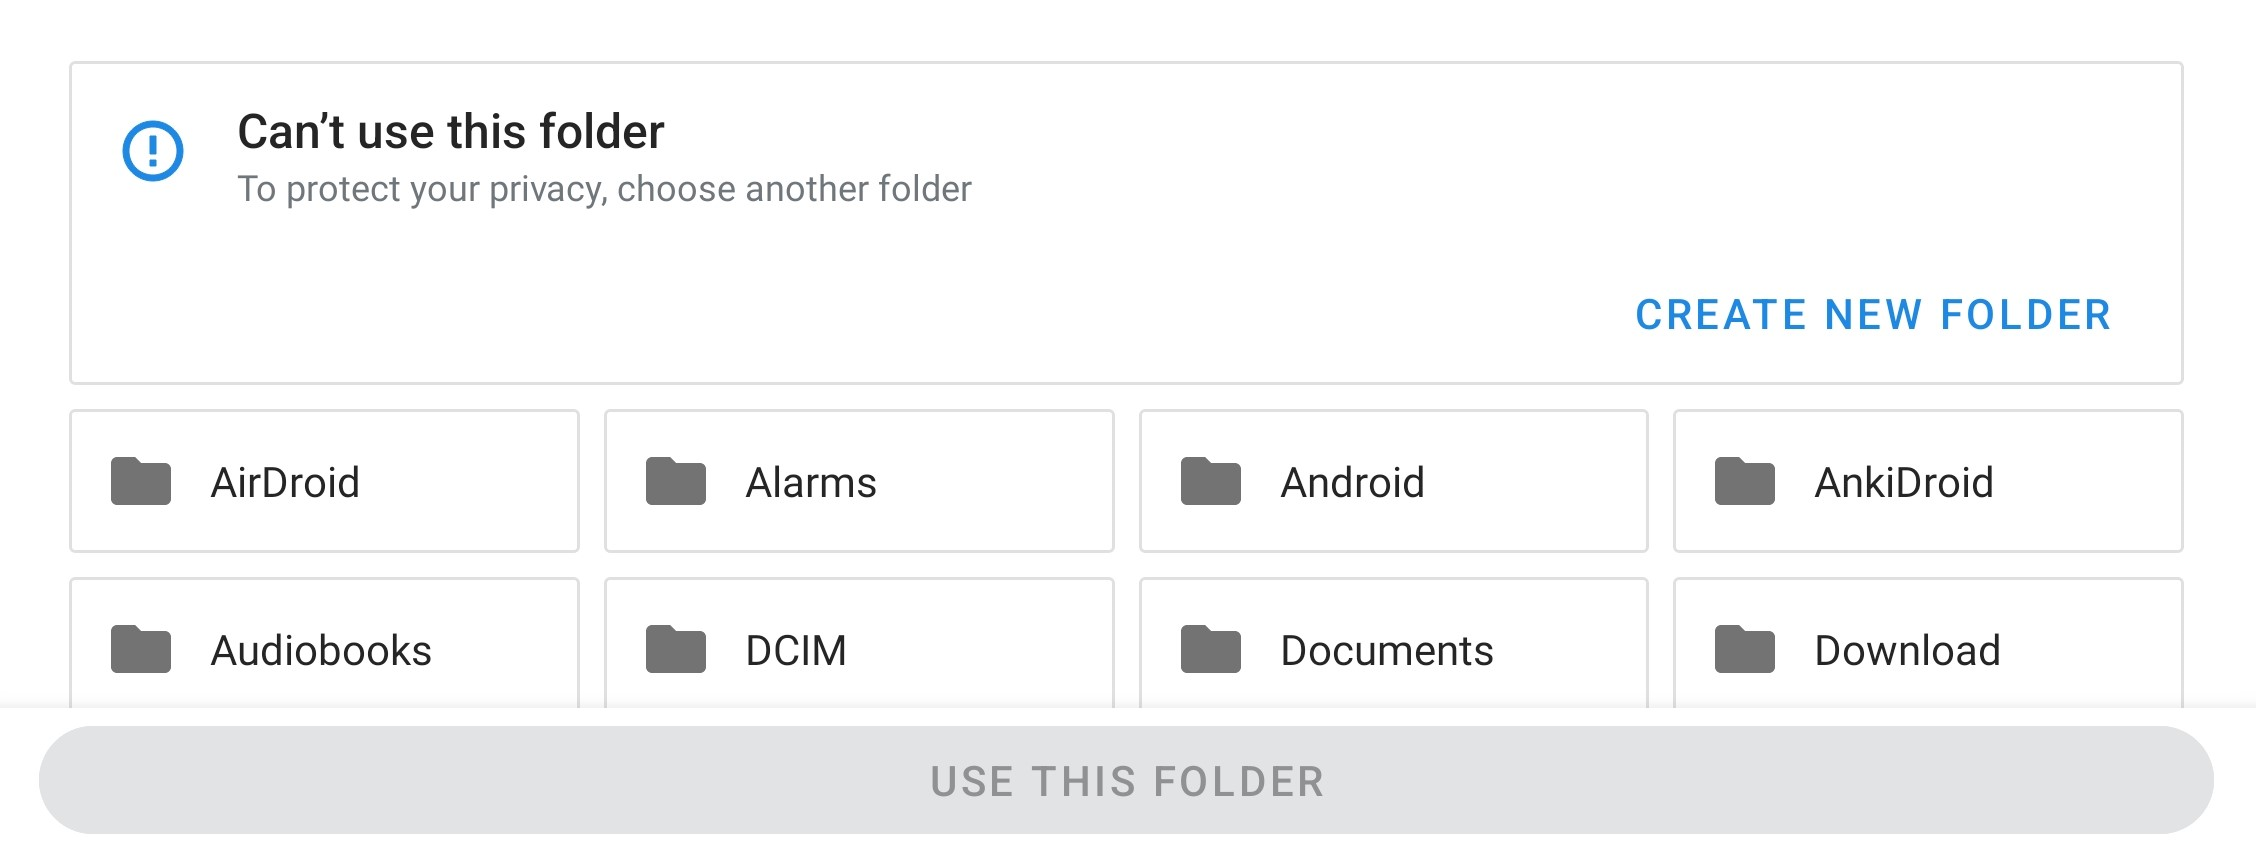 Can’t use this folder
To protect your privacy, choose another folder
CREATE NEW FOLDER
AirDroid
Alarms
Android
AnkiDroid
Audiobooks
DCIM
Documents
Download
USE THIS FOLDER